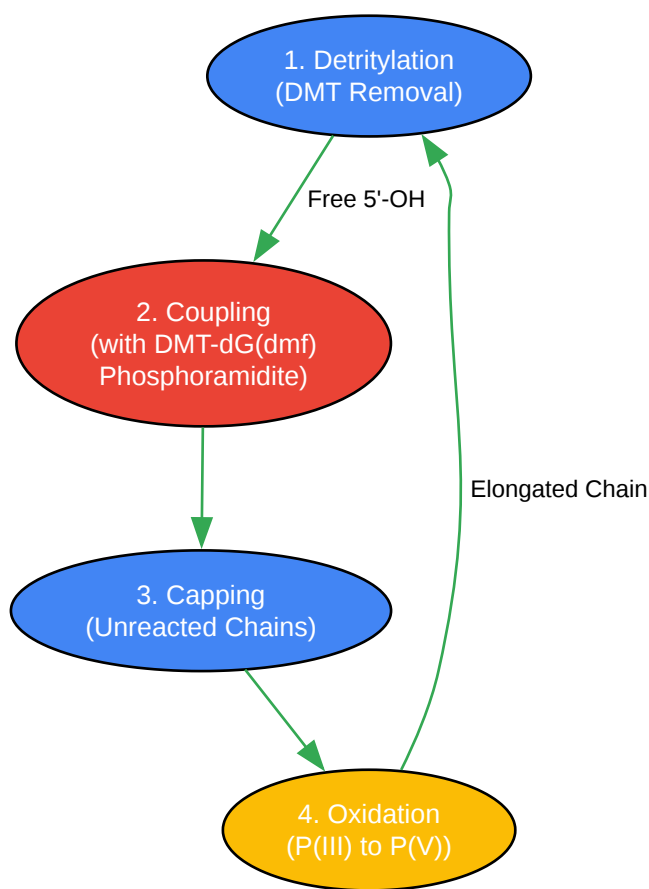 1. Detritylation
(DMT Removal)
Free 5'-OH
2. Coupling
(with DMT-dG(dmf)
Phosphoramidite)
Elongated Chain
3. Capping
(Unreacted Chains)
4. Oxidation
(P(III) to P(V))